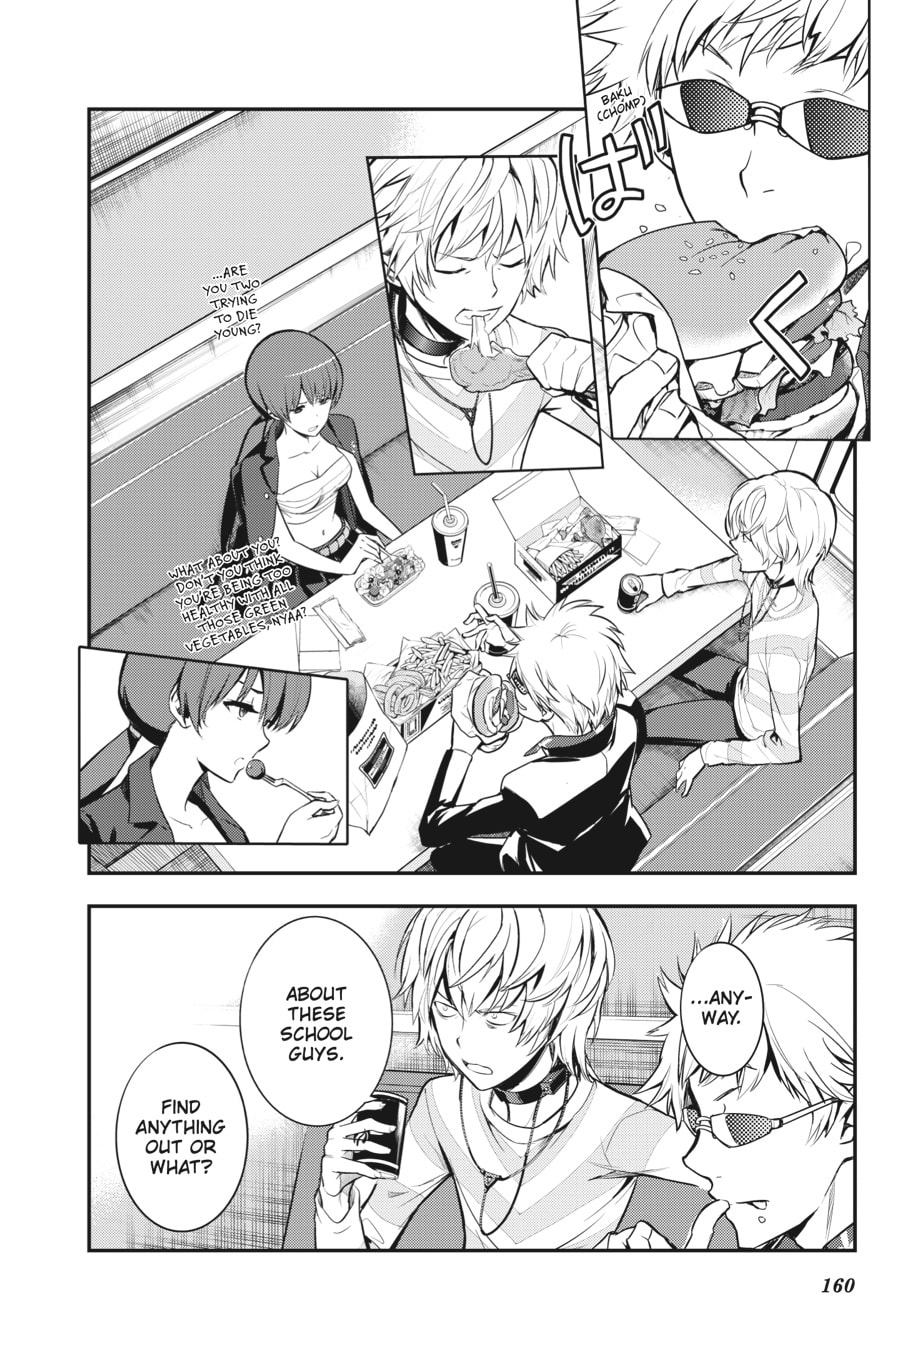 BAKU
(CHOMP)
ばく
...ARE
YOU TWO
TRYING
TO DIE
YOUNG?
WHAT ABOUT YOU?
DON'T YOU THINK
YOU'RE BEING TOO
HEALTHY WITH ALL
THOSE GREEN
VEGETABLES, NYAA?
...ANY-
WAY.
ABOUT
THESE
SCHOOL
GUYS.
FIND
ANYTHING
OUT OR
WHAT?
160